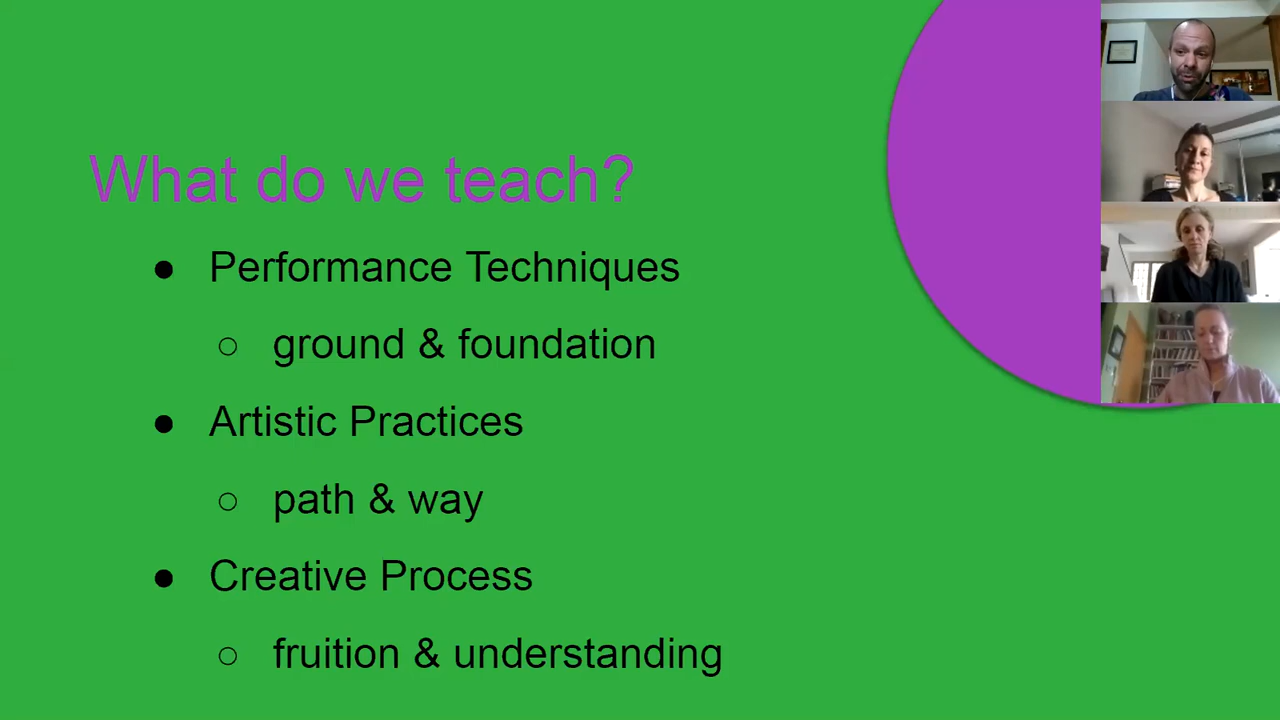 What do we teach?
● Performance Techniques
○ ground & foundation
● Artistic Practices
○ path & way
● Creative Process
○ fruition & understanding